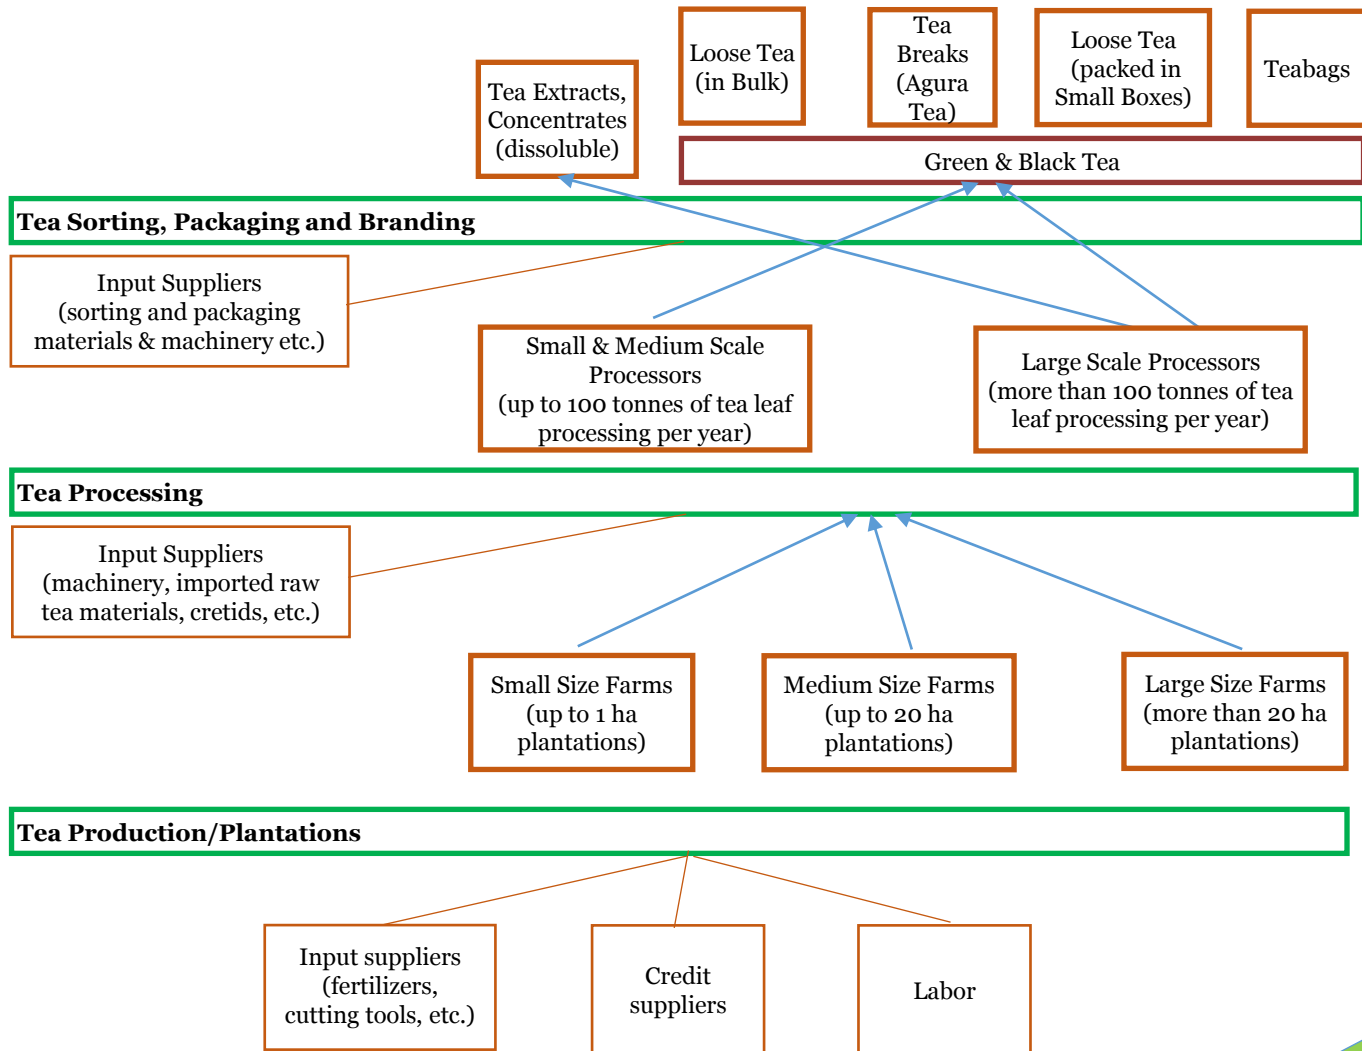 Tea Extracts,
Concentrates
(dissoluble)
Loose Tea
(in Bulk)
Tea
Breaks
(Agura
Tea)
Loose Tea
(packed in
Small Boxes)
Teabags
Green & Black Tea
Tea Sorting, Packaging and Branding
Input Suppliers
(sorting and packaging
materials & machinery etc.)
Small & Medium Scale
Processors
(up to 100 tonnes of tea leaf
processing per year)
Large Scale Processors
(more than 100 tonnes of tea
leaf processing per year)
Tea Processing
Input Suppliers
(machinery, imported raw
tea materials, cretids, etc.)
Small Size Farms
(up to 1 ha
plantations)
Medium Size Farms
(up to 20 ha
plantations)
Large Size Farms
(more than 20 ha
plantations)
Tea Production/Plantations
Input suppliers
(fertilizers,
cutting tools, etc.)
Credit
suppliers
Labor